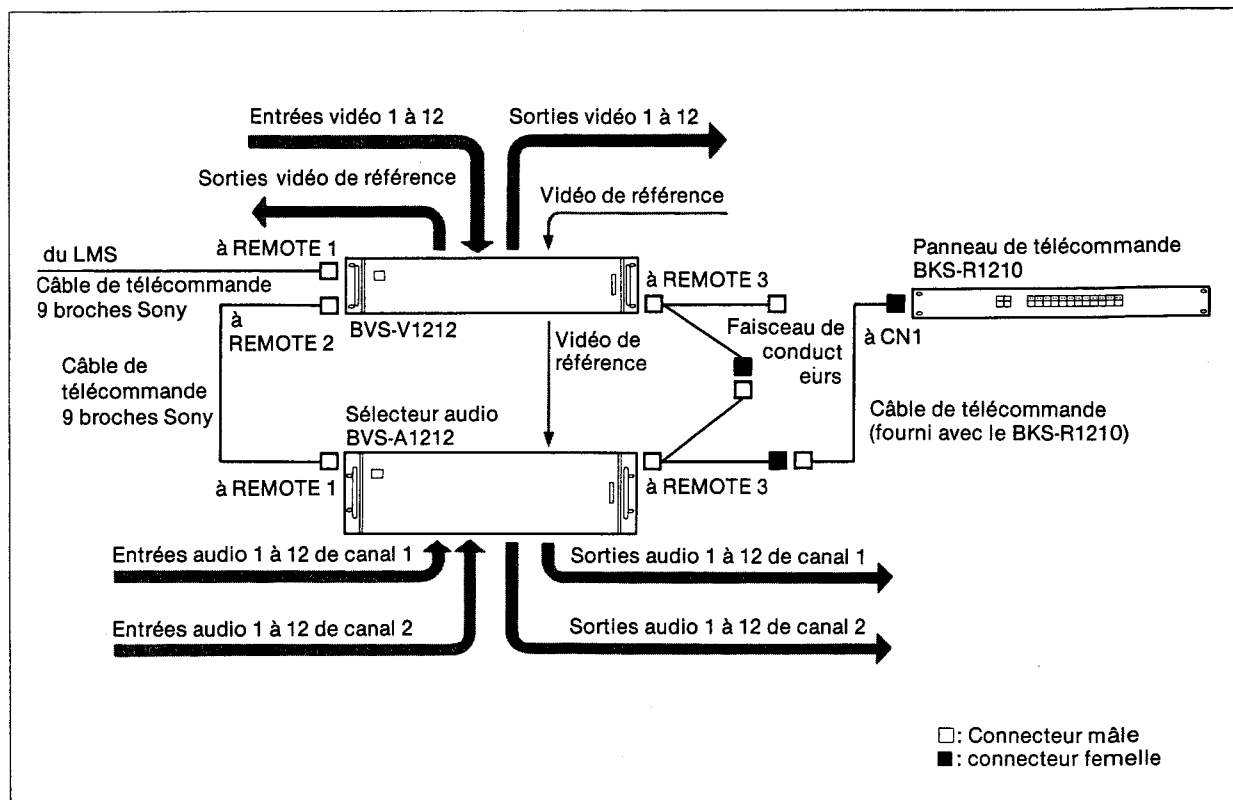 Entrées vidéo 1 à 12
Sorties vidéo 1 à 12
Sorties vidéo de référence
Vidéo de référence
du LMS
à REMOTE 1
Câble de télécommande
9 broches Sony
à
REMOTE 2
BVS-V1212
à REMOTE 3
Panneau de télécommande
BKS-R1210
à CN1
Faisceau de
conduct
eurs
Vidéo de
référence
Câble de
télécommande
9 broches Sony
Sélecteur audio
BVS-A1212
Câble de télécommande
(fourni avec le BKS-R1210)
à REMOTE 1
à REMOTE 3
Entrées audio 1 à 12 de canal 1
Sorties audio 1 à 12 de canal 1
Entrées audio 1 à 12 de canal 2
Sorties audio 1 à 12 de canal 2
□: Connecteur mâle
■: connecteur femelle